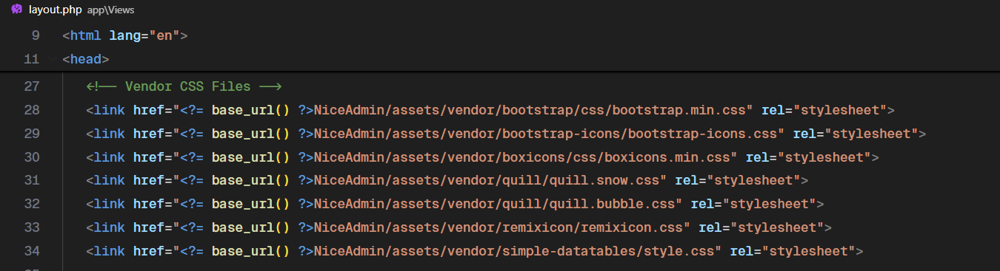 layout.php app\Views
9 <html lang="en">
11 <head>
27 <!-- Vendor CSS Files -->
28 <link href="<?= base_url() ?>NiceAdmin/assets/vendor/bootstrap/css/bootstrap.min.css" rel="stylesheet">
29 <link href="<?= base_url() ?>NiceAdmin/assets/vendor/bootstrap-icons/bootstrap-icons.css" rel="stylesheet">
30 <link href="<?= base_url() ?>NiceAdmin/assets/vendor/boxicons/css/boxicons.min.css" rel="stylesheet">
31 <link href="<?= base_url() ?>NiceAdmin/assets/vendor/quill/quill.snow.css" rel="stylesheet">
32 <link href="<?= base_url() ?>NiceAdmin/assets/vendor/quill/quill.bubble.css" rel="stylesheet">
33 <link href="<?= base_url() ?>NiceAdmin/assets/vendor/remixicon/remixicon.css" rel="stylesheet">
34 <link href="<?= base_url() ?>NiceAdmin/assets/vendor/simple-datatables/style.css" rel="stylesheet">